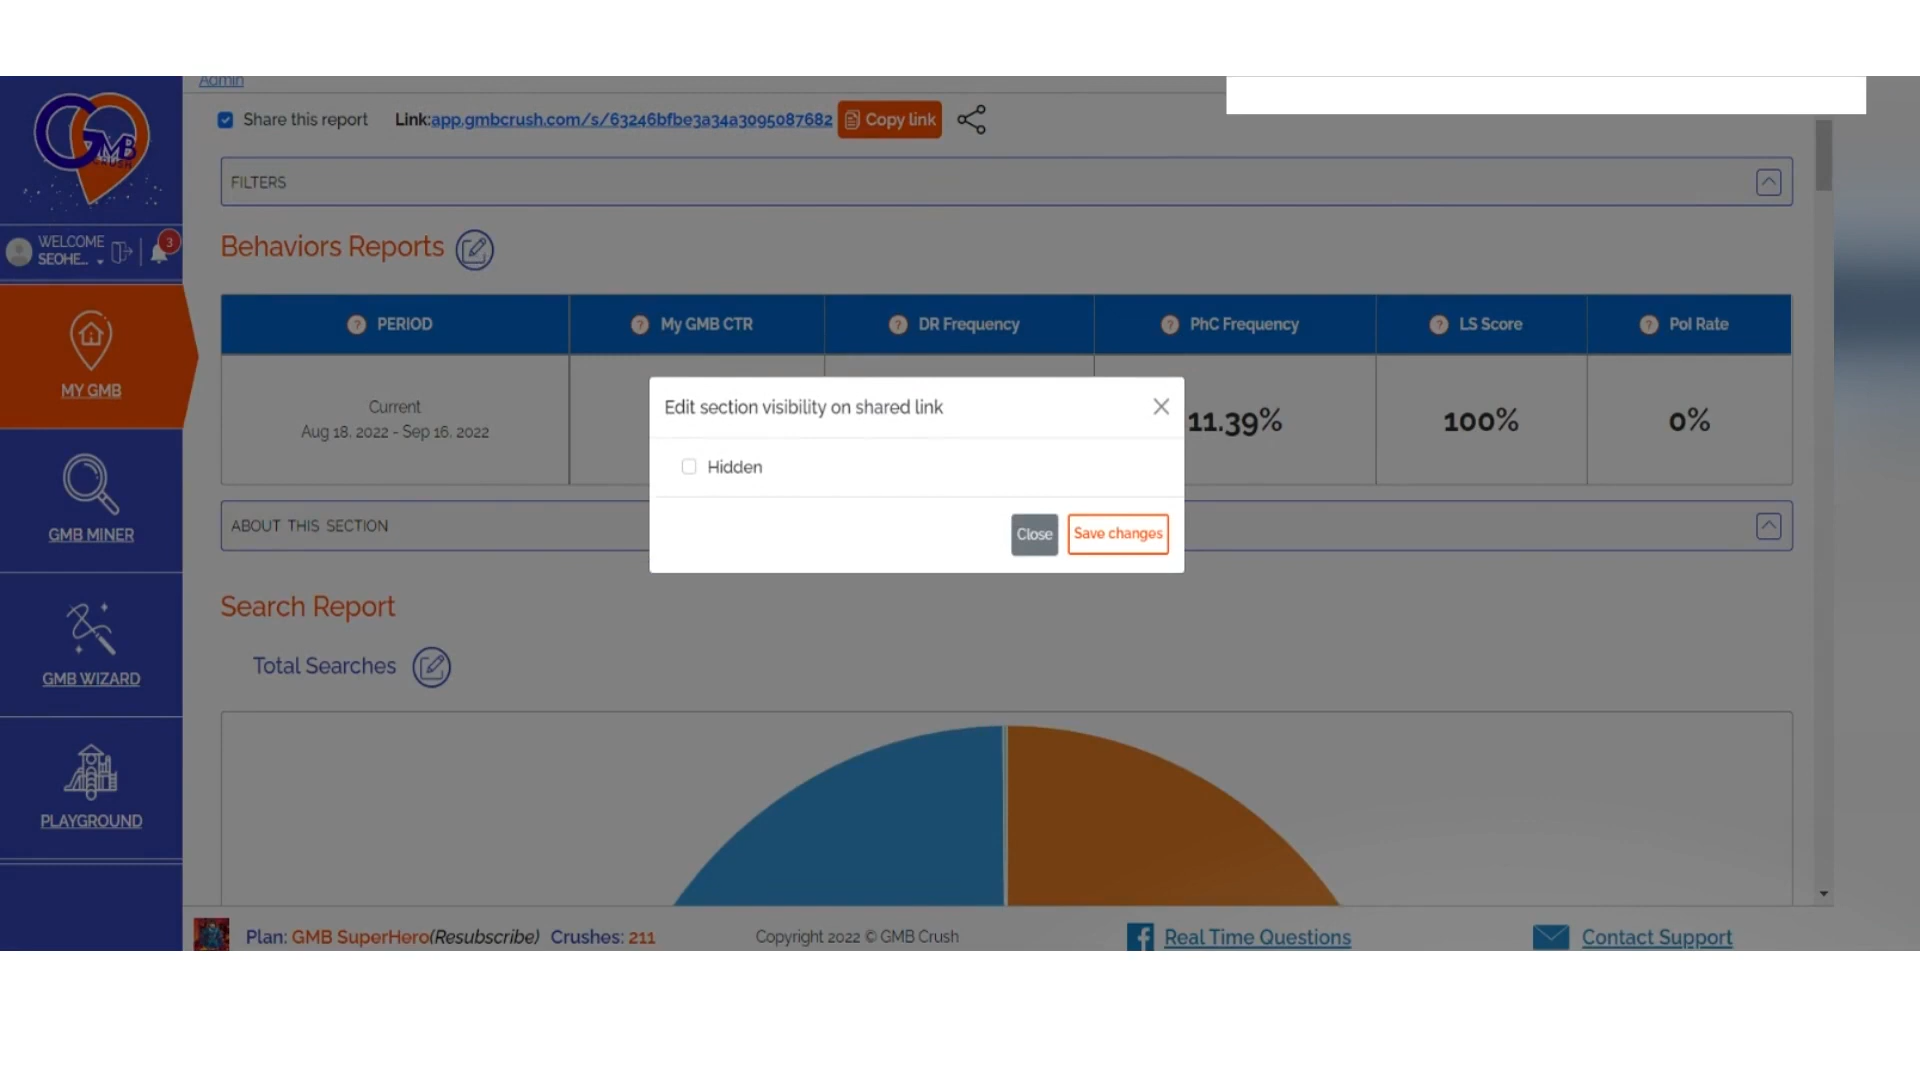 Admin
Share this report Link:app.gmbcrush.com/s/63246bfbe3a34a3095087682 Copy link
FILTERS
GMB
CRUSH
WELCOME
SEOHE...
3
Behaviors Reports
PERIOD My GMB CTR DR Frequency PhC Frequency LS Score PoI Rate
MY GMB
Current
Aug 18, 2022 - Sep 16, 2022
11.39% 100% 0%
Edit section visibility on shared link
Hidden
Close Save changes
ABOUT THIS SECTION
GMB MINER
Search Report
Total Searches
GMB WIZARD
PLAYGROUND
Plan: GMB SuperHero(Resubscribe) Crushes: 211 Copyright 2022 © GMB Crush Real Time Questions Contact Support